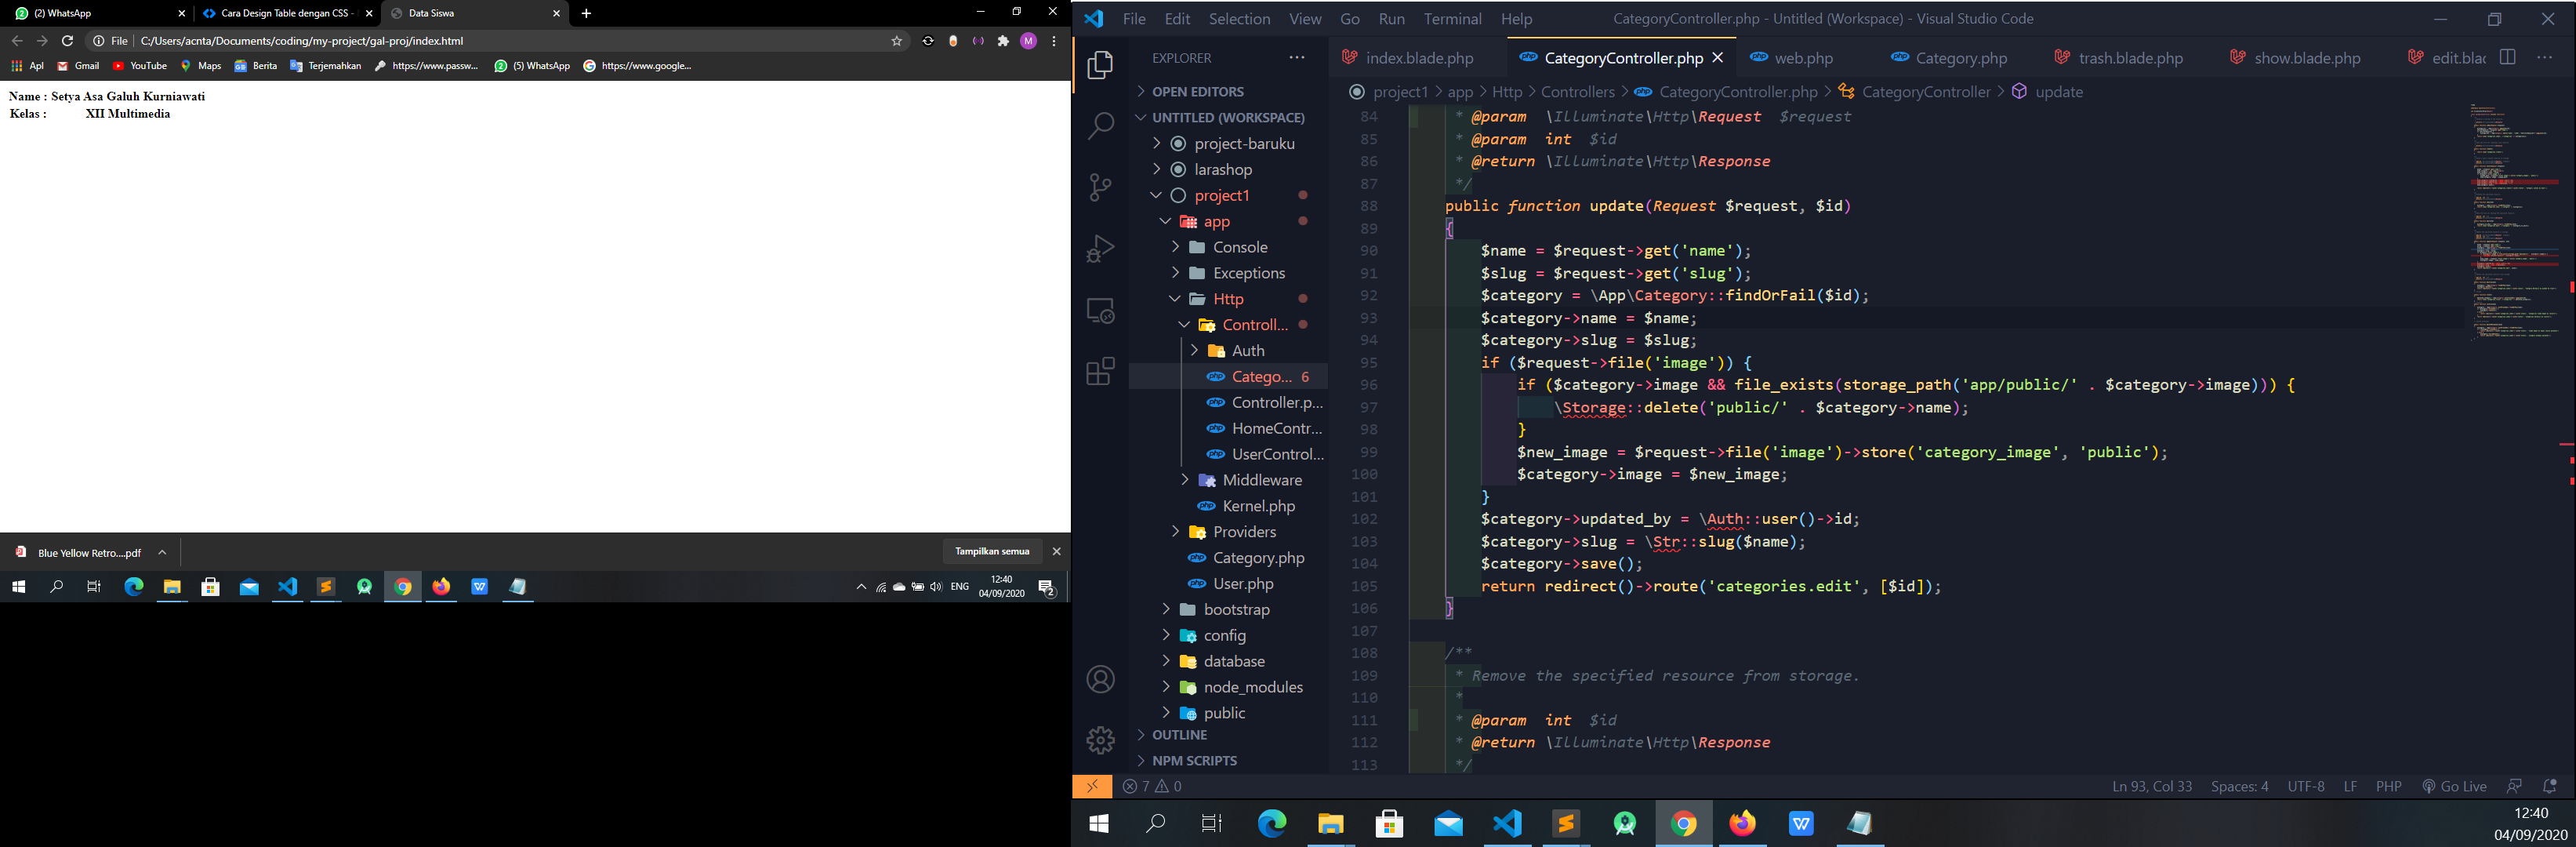 (2) WhatsApp
Cara Design Table dengan CSS -
Data Siswa
File
C:/Users/acnta/Documents/coding/my-project/gal-proj/index.html
M
Apl
Gmail
YouTube
Maps
Berita
Terjemahkan
https://www.passw...
(5) WhatsApp
https://www.google...
Name : Setya Asa Galuh Kurniawati
Kelas : XII Multimedia
Blue Yellow Retro....pdf
Tampilkan semua
ENG
12:40
04/09/2020
2
File Edit Selection View Go Run Terminal Help
CategoryController.php - Untitled (Workspace) - Visual Studio Code
EXPLORER
OPEN EDITORS
UNTITLED (WORKSPACE)
project-baruku
larashop
project1
app
Console
Exceptions
Http
Controll...
Auth
Catego... 6
Controller.p...
HomeContr...
UserControl...
Middleware
Kernel.php
Providers
Category.php
User.php
bootstrap
config
database
node_modules
public
OUTLINE
NPM SCRIPTS
index.blade.php
CategoryController.php
web.php
Category.php
trash.blade.php
show.blade.php
edit.blac
project1 > app > Http > Controllers > CategoryController.php > CategoryController > update
84 * @param \Illuminate\Http\Request $request
85 * @param int $id
86 * @return \Illuminate\Http\Response
87 */
88 public function update(Request $request, $id)
89 {
90 $name = $request->get('name');
91 $slug = $request->get('slug');
92 $category = \App\Category::findOrFail($id);
93 $category->name = $name;
94 $category->slug = $slug;
95 if ($request->file('image')) {
96 if ($category->image && file_exists(storage_path('app/public/' . $category->image))) {
97 \Storage::delete('public/' . $category->name);
98 }
99 $new_image = $request->file('image')->store('category_image', 'public');
100 $category->image = $new_image;
101 }
102 $category->updated_by = \Auth::user()->id;
103 $category->slug = \Str::slug($name);
104 $category->save();
105 return redirect()->route('categories.edit', [$id]);
106 }
107
108 /**
109 * Remove the specified resource from storage.
110 *
111 * @param int $id
112 * @return \Illuminate\Http\Response
113 */
7 0
Ln 93, Col 33 Spaces: 4 UTF-8 LF PHP Go Live
12:40
04/09/2020